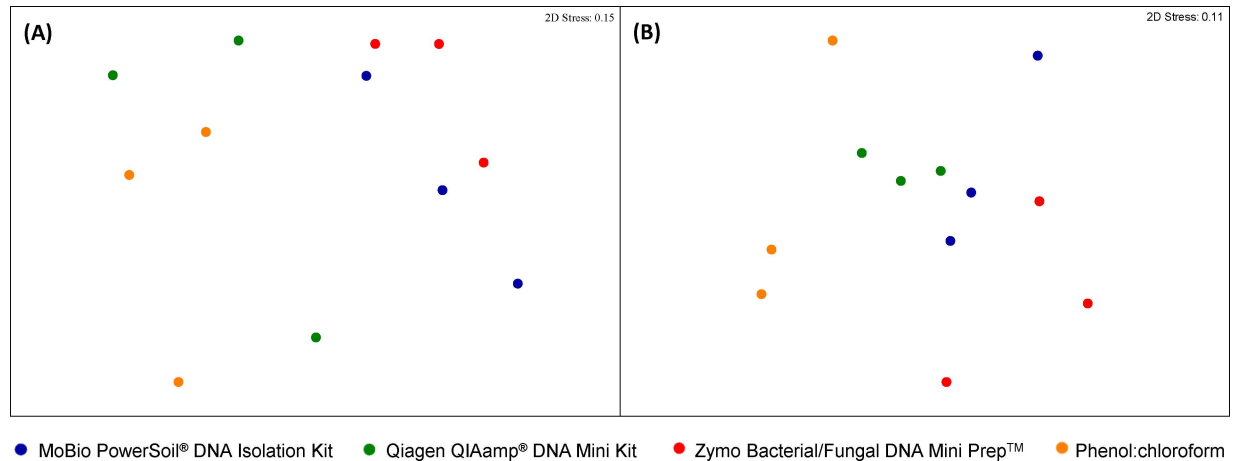 (A)
2D Stress: 0.15
(B)
2D Stress: 0.11
MoBio PowerSoil® DNA Isolation Kit
Qiagen QIAamp® DNA Mini Kit
Zymo Bacterial/Fungal DNA Mini Prep™
Phenol:chloroform